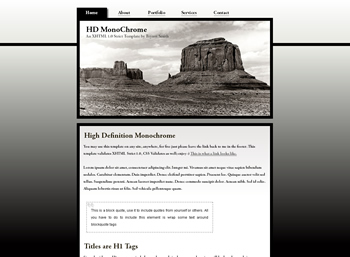 Home About Portfolio Services Contact
HD MonoChrome
An XHTML 1.0 Strict Template by
High Definition Monochrome
You may use this template on any site, anywhere, for free just please leave the link back to me in the footer. This
template validates XHTML Strict 1.0, CSS Validates as well; enjoy :) This is what a link looks like.
Lorem ipsum dolor sit amet, consectetuer adipiscing elit. Integer mi. Vivamus sit amet neque vitae sapien bibendum
sodales. Curabitur elementum. Duis imperdiet. Donec eleifend porttitor sapien. Praesent leo. Quisque auctor velit sed
tellus. Suspendisse potenti. Aenean laoreet imperdiet nunc. Donec commodo suscipit dolor. Aenean nibh. Sed id odio.
Aliquam lobortis risus ut felis. Sed vehicula pellentesque quam.
This is a block quote, use it to include quotes from yourself or others. All
you have to do to include this element is wrap some text around
blockquote tags
Titles are H1 Tags